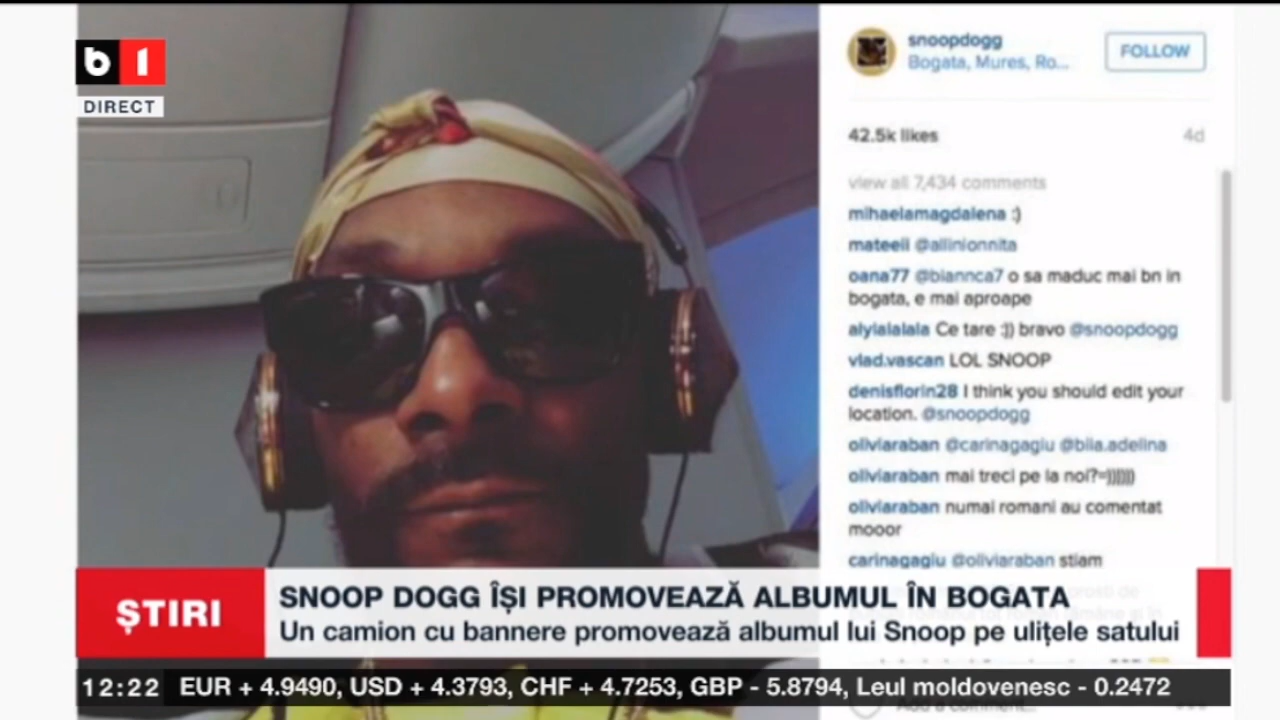 b1
DIRECT
snoopdogg
Bogata, Mures, Ro...
FOLLOW
42.5k likes
4d
view all 7,434 comments
mihaelamagdalena :)
mateeii @allinionnita
oana77 @biannca7 o sa maduc mai bn in
bogata, e mai aproape
alylalalala Ce tare :)) bravo @snoopdogg
vlad.vascan LOL SNOOP
denisflorin28 I think you should edit your
location. @snoopdogg
oliviaraban @carinagagiu @bila.adelina
oliviaraban mai treci pe la noi?=))))))
oliviaraban numai romani au comentat
mooor
carinagagiu @oliviaraban stiam
ȘTIRI
SNOOP DOGG ÎȘI PROMOVEAZĂ ALBUMUL ÎN BOGATA
Un camion cu bannere promovează albumul lui Snoop pe ulițele satului
12:22 EUR + 4.9490, USD + 4.3793, CHF + 4.7253, GBP - 5.8794, Leul moldovenesc - 0.2472